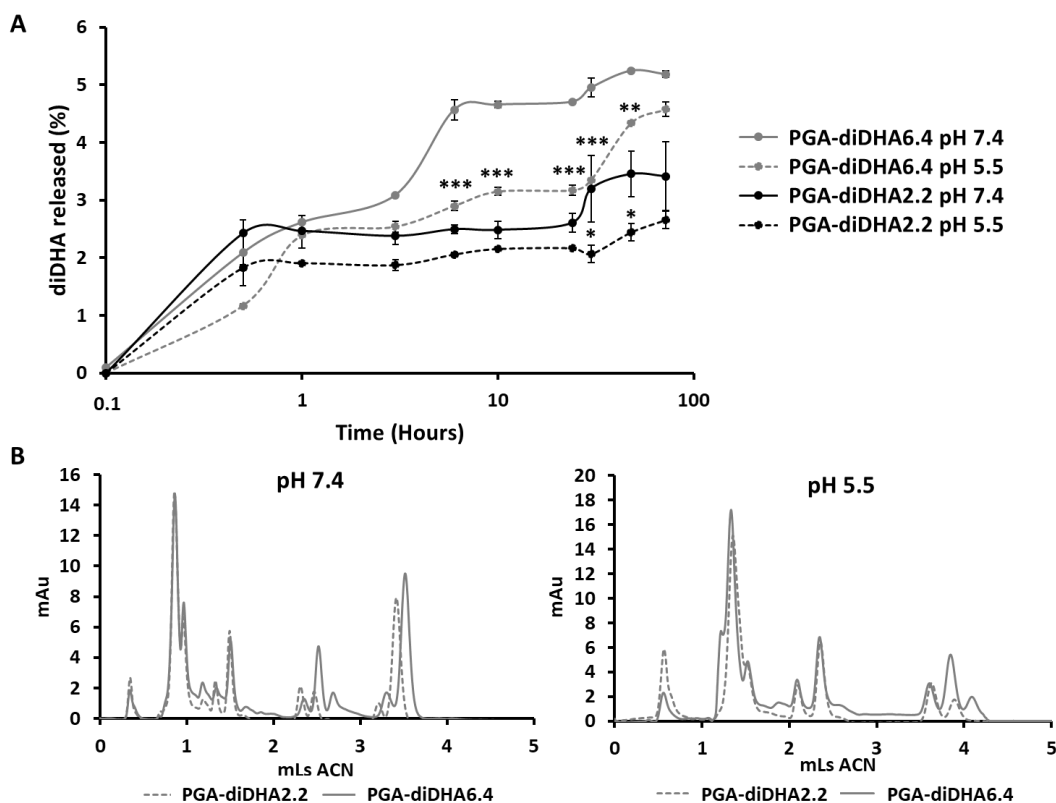 A
diDHA released (%)
6
5
4
3
2
1
0
***
***
***
***
**
*
*
0.1
1
10
100
Time (Hours)
PGA-diDHA6.4 pH 7.4
PGA-diDHA6.4 pH 5.5
PGA-diDHA2.2 pH 7.4
PGA-diDHA2.2 pH 5.5
B
pH 7.4
mAu
16
14
12
10
8
6
4
2
0
0
1
2
3
4
5
mLs ACN
PGA-diDHA2.2
PGA-diDHA6.4
pH 5.5
mAu
20
18
16
14
12
10
8
6
4
2
0
0
1
2
3
4
5
mLs ACN
PGA-diDHA2.2
PGA-diDHA6.4